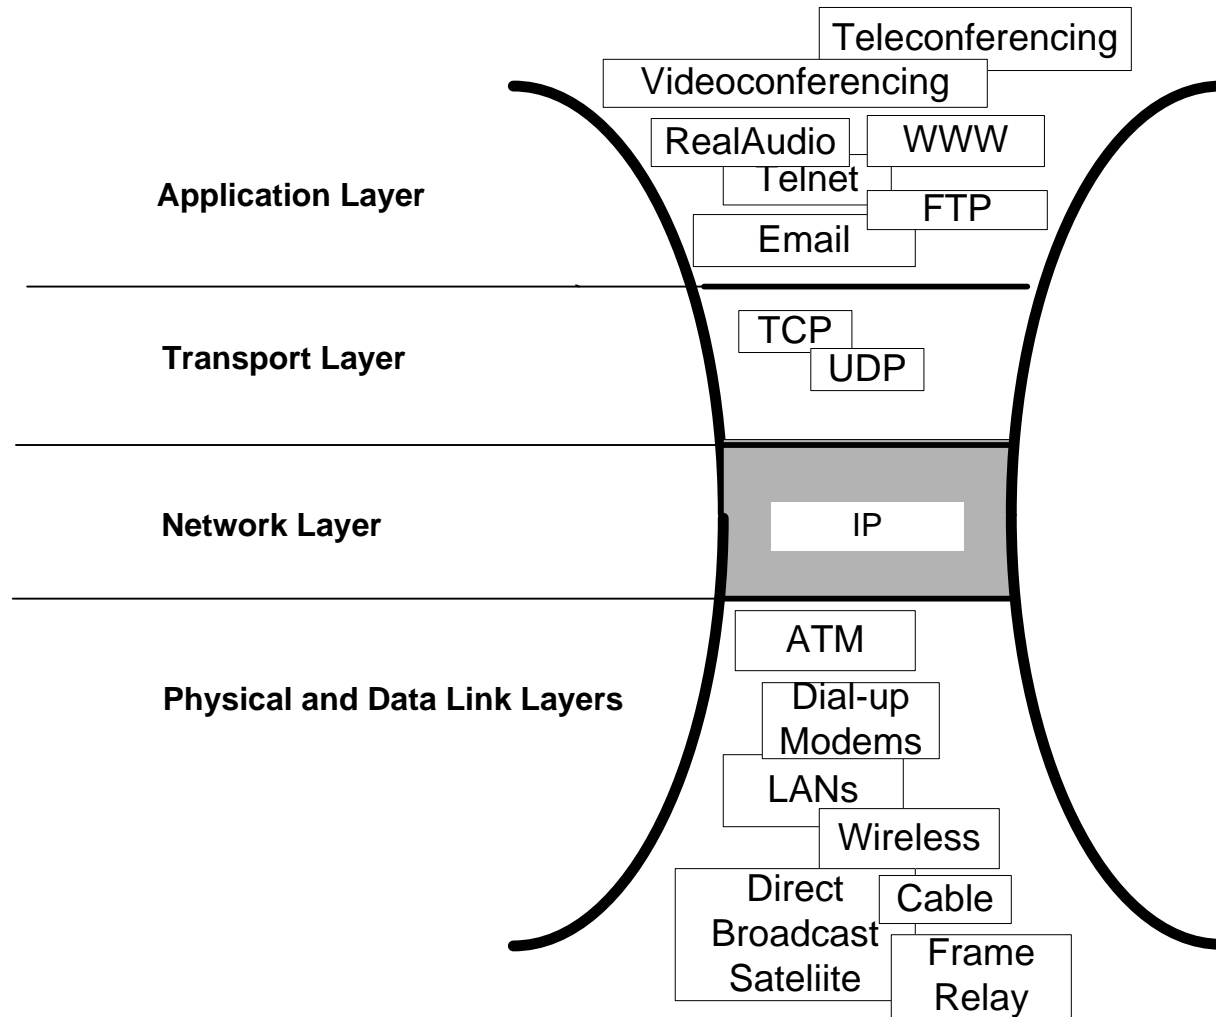 Teleconferencing
Videoconferencing
RealAudio
WWW
Telnet
Application Layer
FTP
Email
TCP
Transport Layer
UDP
Network Layer
IP
ATM
Physical and Data Link Layers
Dial-up
Modems
LANs
Wireless
Direct
Broadcast
Sateliite
Cable
Frame
Relay